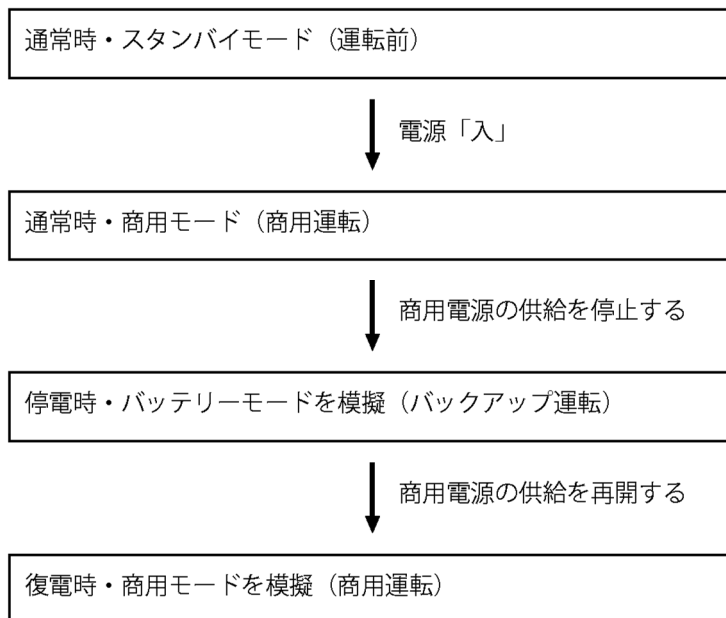 通常時・スタンバイモード（運転前）
電源「入」
通常時・商用モード（商用運転）
商用電源の供給を停止する
停電時・バッテリーモードを模擬（バックアップ運転）
商用電源の供給を再開する
復電時・商用モードを模擬（商用運転）